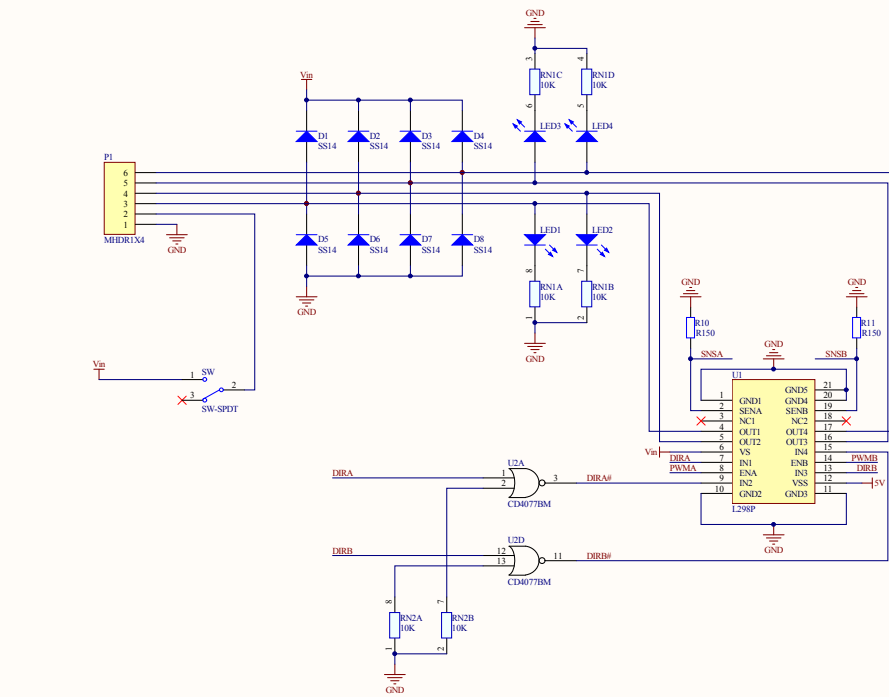 GND
3
4
RN1C
10K
RN1D
10K
6
5
LED3
LED4
Vin
D1
SS14
D2
SS14
D3
SS14
D4
SS14
P1
6
5
4
3
2
1
MHDR1X4
GND
D5
SS14
D6
SS14
D7
SS14
D8
SS14
GND
LED1
LED2
8
7
RN1A
10K
RN1B
10K
1
2
GND
GND
R10
R150
SNSA
GND
GND
R11
R150
SNSB
Vin
1
SW
2
3
SW-SPDT
U1
1
GND1
GND5
21
2
SENA
GND4
20
3
NC1
SENB
19
4
OUT1
NC2
18
5
OUT2
OUT4
17
6
VS
OUT3
16
7
IN1
IN4
15
8
ENA
ENB
14
9
IN2
IN3
13
10
GND2
VSS
12
GND3
11
L298P
Vin
DIRA
PWMA
PWMB
DIRB
5V
GND
DIRA
U2A
1
2
3
DIRA#
CD4077BM
DIRB
U2D
12
13
11
DIRB#
CD4077BM
8
7
RN2A
10K
RN2B
10K
1
2
GND